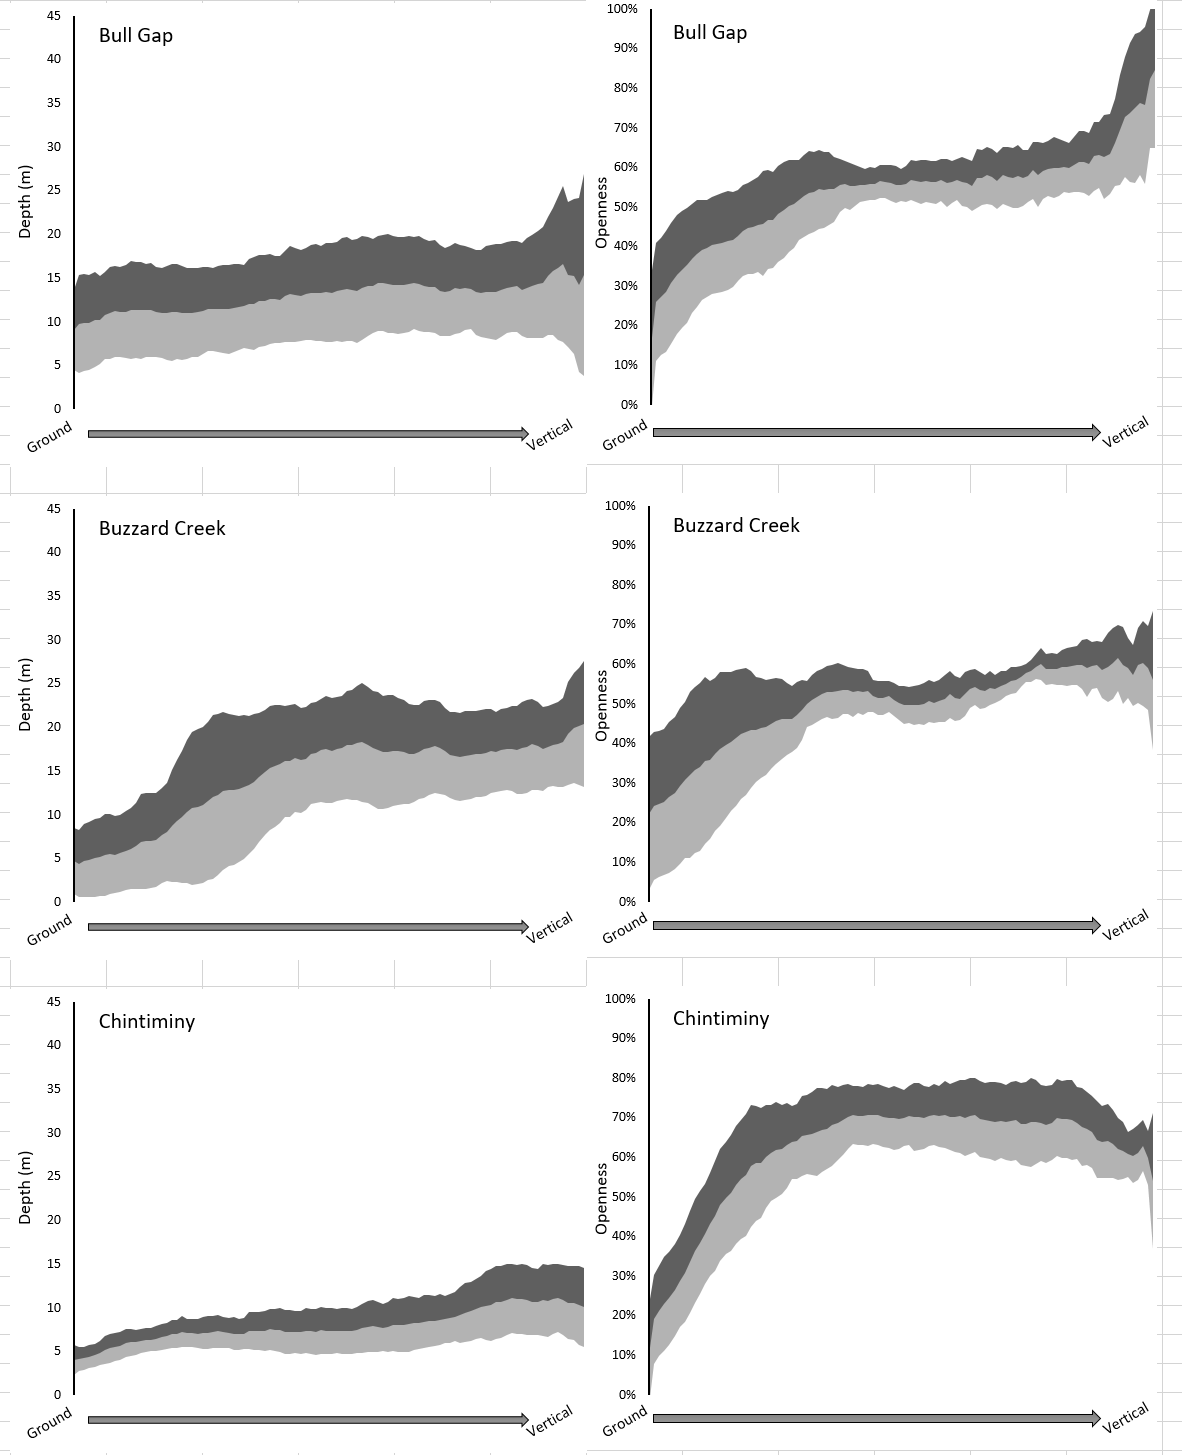 Bull Gap
45
40
35
30
25
20
15
10
5
0
Depth (m)
Ground
Vertical
Bull Gap
100%
90%
80%
70%
60%
50%
40%
30%
20%
10%
0%
Openness
Ground
Vertical
Buzzard Creek
45
40
35
30
25
20
15
10
5
0
Depth (m)
Ground
Vertical
Buzzard Creek
100%
90%
80%
70%
60%
50%
40%
30%
20%
10%
0%
Openness
Ground
Vertical
Chintiminy
45
40
35
30
25
20
15
10
5
0
Depth (m)
Ground
Vertical
Chintiminy
100%
90%
80%
70%
60%
50%
40%
30%
20%
10%
0%
Openness
Ground
Vertical